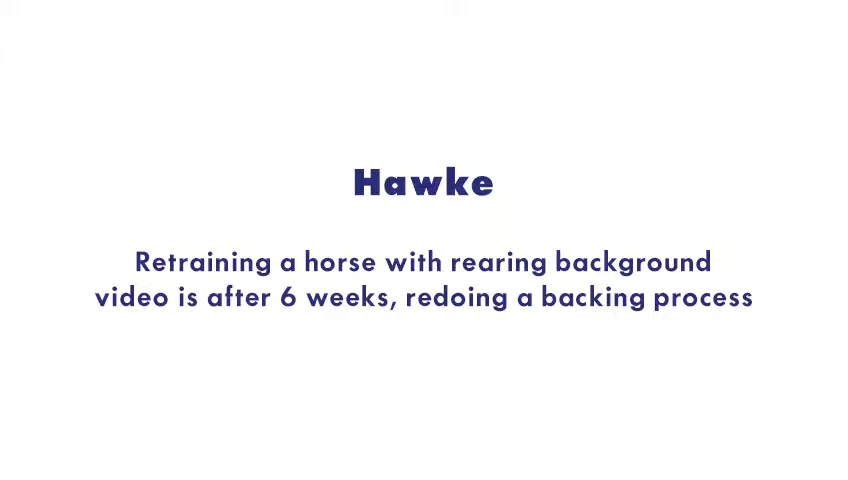 Hawke
Retraining a horse with rearing background
video is after 6 weeks, redoing a backing process